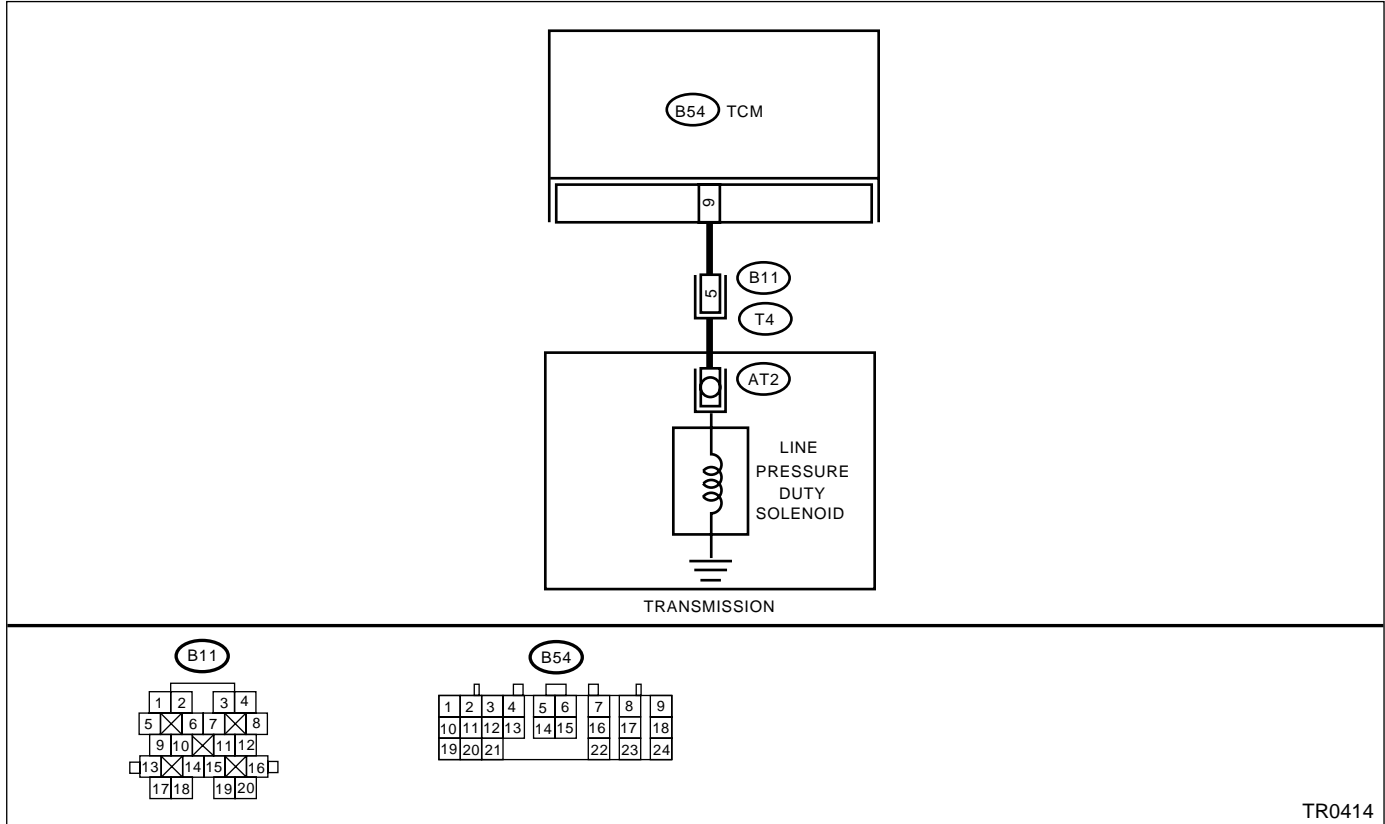 B54 TCM
9
B11
5
T4
AT2
LINE
PRESSURE
DUTY
SOLENOID
TRANSMISSION
B11
1 2 3 4
5 6 7 8
9 10 11 12
13 14 15 16
17 18 19 20
B54
1 2 3 4 5 6 7 8 9
10 11 12 13 14 15 16 17 18
19 20 21 22 23 24
TR0414